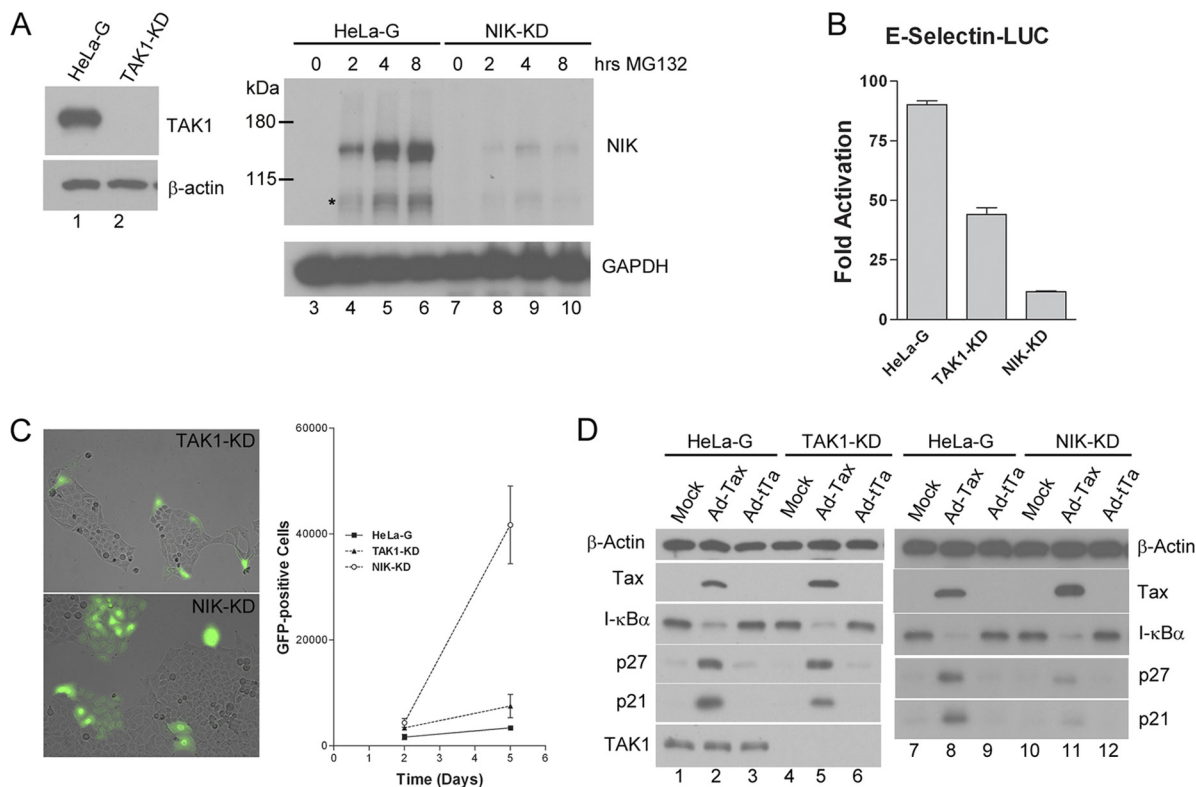 A
HeLa-G
TAK1-KD
TAK1
β-actin
1 2
HeLa-G NIK-KD
0 2 4 8 0 2 4 8 hrs MG132
kDa
180
115
*
NIK
GAPDH
3 4 5 6 7 8 9 10
B
E-Selectin-LUC
Fold Activation
100
75
50
25
0
HeLa-G
TAK1-KD
NIK-KD
C
TAK1-KD
NIK-KD
GFP-positive Cells
60000
40000
20000
0
HeLa-G
TAK1-KD
NIK-KD
0 1 2 3 4 5 6
Time (Days)
D
HeLa-G TAK1-KD HeLa-G NIK-KD
Mock Ad-Tax Ad-tTa Mock Ad-Tax Ad-tTa Mock Ad-Tax Ad-tTa Mock Ad-Tax Ad-tTa
β-Actin
Tax
I-κBα
p27
p21
TAK1
1 2 3 4 5 6
β-Actin
Tax
I-κBα
p27
p21
7 8 9 10 11 12